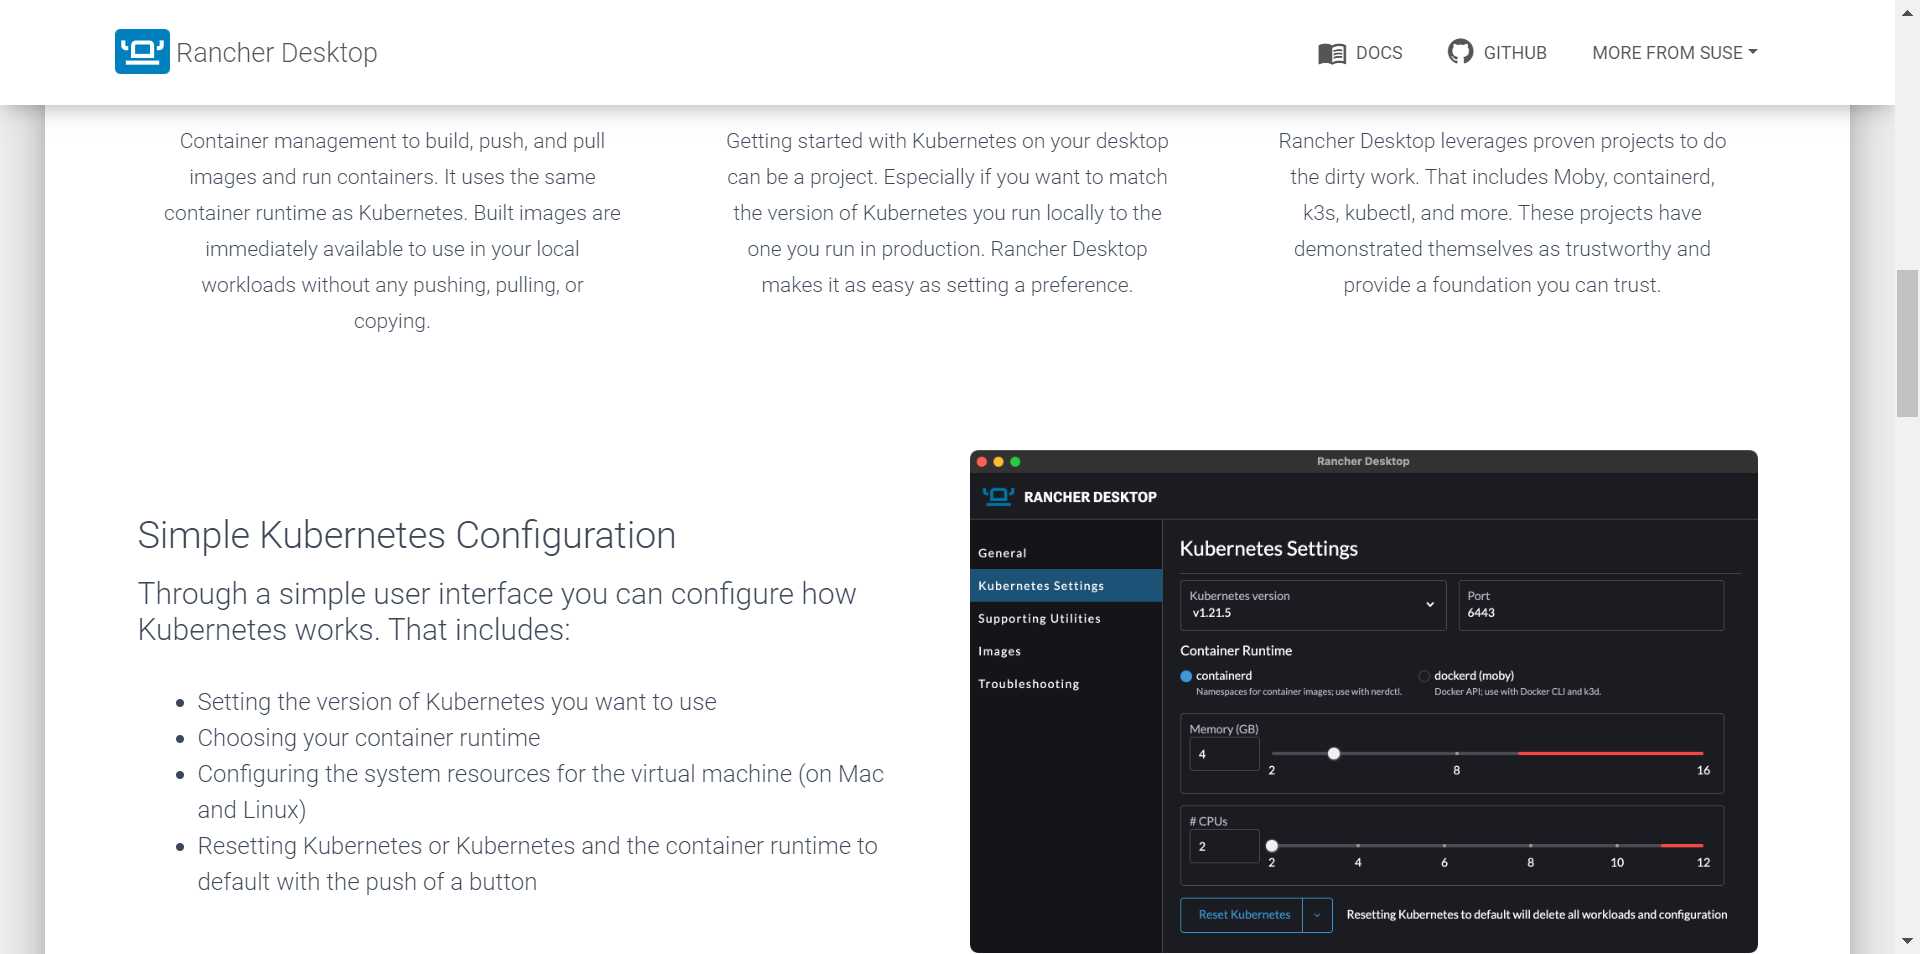 Rancher Desktop
DOCS
GITHUB
MORE FROM SUSE
Container management to build, push, and pull
images and run containers. It uses the same
container runtime as Kubernetes. Built images are
immediately available to use in your local
workloads without any pushing, pulling, or
copying.
Getting started with Kubernetes on your desktop
can be a project. Especially if you want to match
the version of Kubernetes you run locally to the
one you run in production. Rancher Desktop
makes it as easy as setting a preference.
Rancher Desktop leverages proven projects to do
the dirty work. That includes Moby, containerd,
k3s, kubectl, and more. These projects have
demonstrated themselves as trustworthy and
provide a foundation you can trust.
Simple Kubernetes Configuration
Through a simple user interface you can configure how
Kubernetes works. That includes:
Setting the version of Kubernetes you want to use
Choosing your container runtime
Configuring the system resources for the virtual machine (on Mac
and Linux)
Resetting Kubernetes or Kubernetes and the container runtime to
default with the push of a button
Rancher Desktop
RANCHER DESKTOP
General
Kubernetes Settings
Supporting Utilities
Images
Troubleshooting
Kubernetes Settings
Kubernetes version
v1.21.5
Port
6443
Container Runtime
containerd
Namespaces for container images; use with nerdctl.
dockerd (moby)
Docker API; use with Docker CLI and k3d.
Memory (GB)
4
2 8 16
# CPUs
2
2 4 6 8 10 12
Reset Kubernetes
Resetting Kubernetes to default will delete all workloads and configuration